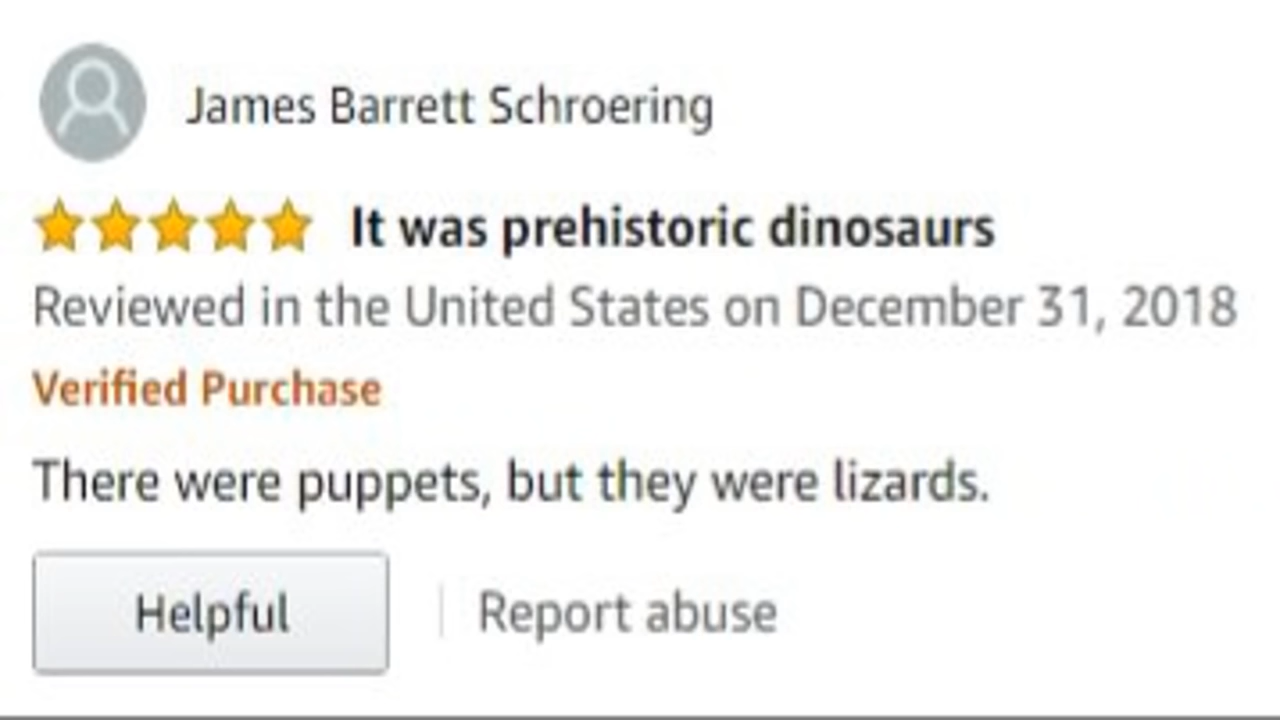 James Barrett Schroering
It was prehistoric dinosaurs
Reviewed in the United States on December 31, 2018
Verified Purchase
There were puppets, but they were lizards.
Helpful
Report abuse